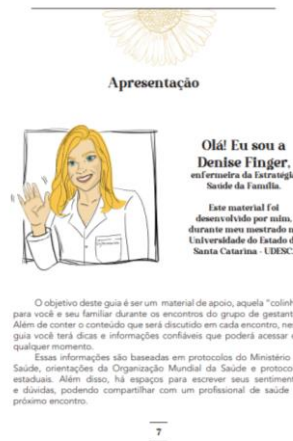 Apresentação
Olá! Eu sou a
Denise Finger,
enfermeira da Estratégia
Saúde da Família.
Este material foi
desenvolvido por mim,
durante meu mestrado n
Universidade do Estado d
Santa Catarina - UDESC
O objetivo deste guia é ser um material de apoio, aquela "colinh
para você e seu familiar durante os encontros do grupo de gestant
Além de conter o conteúdo que será discutido em cada encontro, nes
guia você terá dicas e informações confiáveis que poderá acessar
qualquer momento.
Essas informações são baseadas em protocolos do Ministério
Saúde, orientações da Organização Mundial da Saúde e protoco
estaduais. Além disso, há espaços para escrever seus sentiment
e dúvidas, podendo compartilhar com um profissional de saúde
próximo encontro.
7